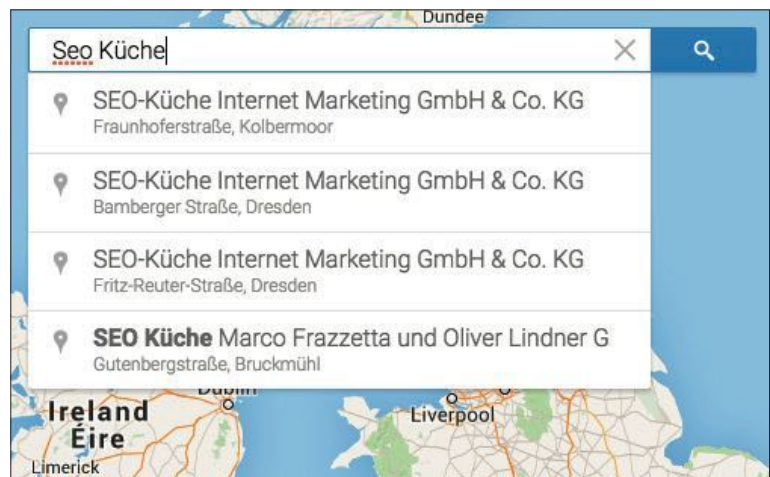 Dundee
Seo Küche
SEO-Küche Internet Marketing GmbH & Co. KG
Fraunhoferstraße, Kolbermoor
SEO-Küche Internet Marketing GmbH & Co. KG
Bamberger Straße, Dresden
SEO-Küche Internet Marketing GmbH & Co. KG
Fritz-Reuter-Straße, Dresden
SEO Küche Marco Frazzetta und Oliver Lindner G
Gutenbergstraße, Bruckmühl
Dublin
Ireland
Éire
Liverpool
Limerick